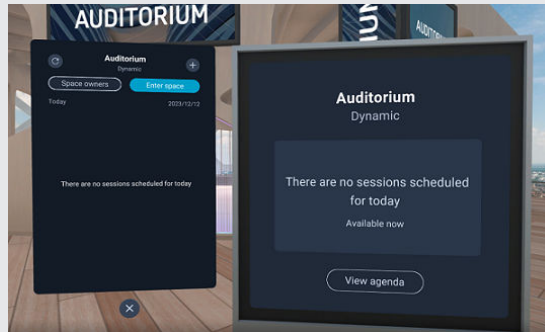 AUDITORIUM
Auditorium
Dynamic
Space owners
Enter space
Today
2023/12/12
There are no sessions scheduled for today
Auditorium
Dynamic
There are no sessions scheduled
for today
Available now
View agenda